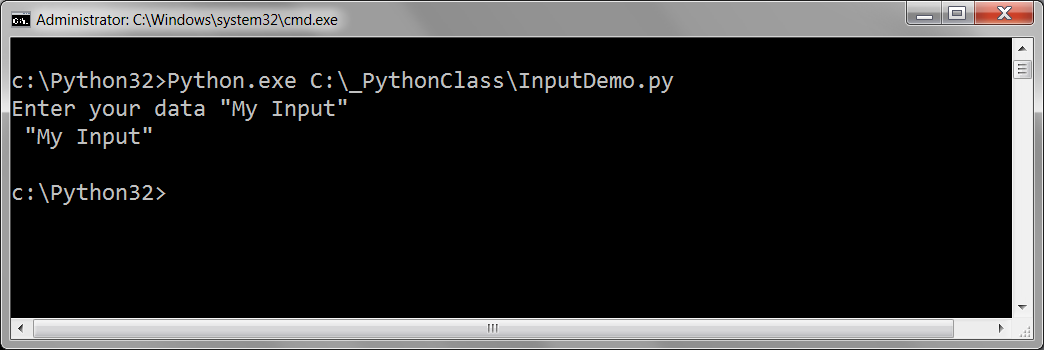 Administrator: C:\Windows\system32\cmd.exe
c:\Python32>Python.exe C:\_PythonClass\InputDemo.py
Enter your data "My Input"
 "My Input"
c:\Python32>